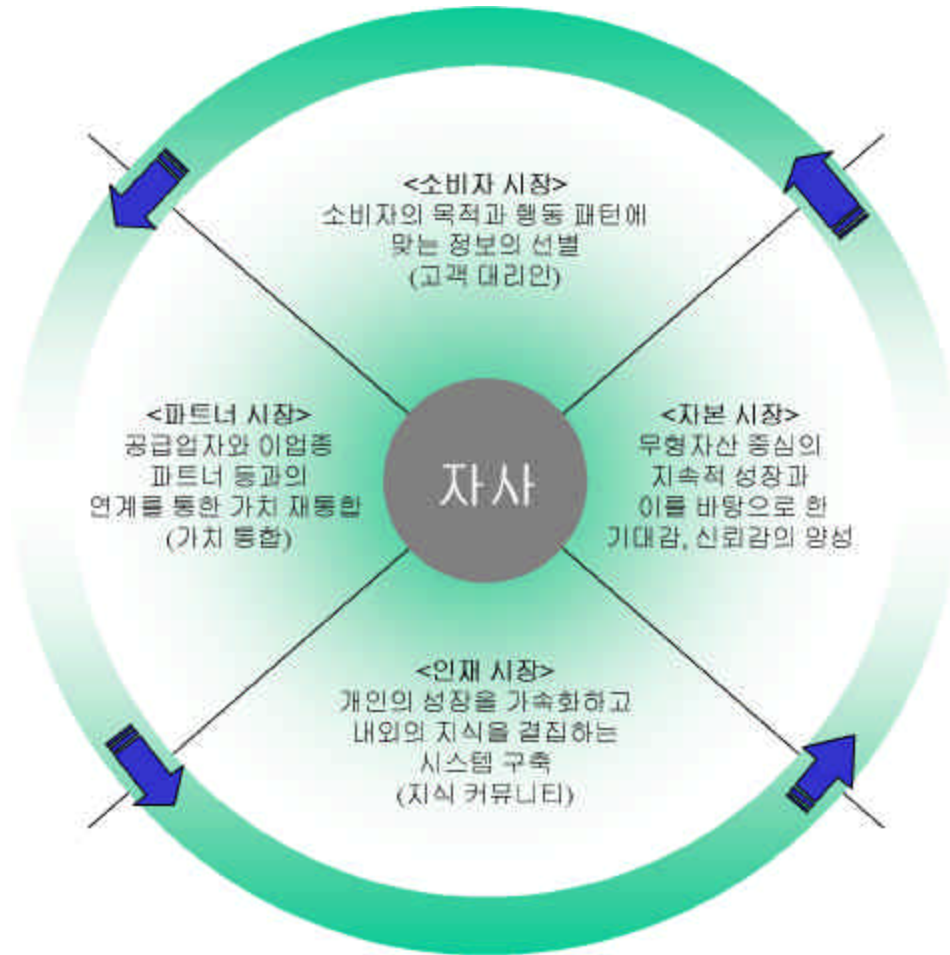 <소비자 시장>
소비자의 목적과 행동 패턴에
맞는 정보의 선별
(고객 대리인)
<파트너 시장>
공급업자와 이업종
파트너 등과의
연계를 통한 가치 재통합
(가치 통합)
자사
<자본 시장>
무형자산 중심의
지속적 성장과
이를 바탕으로 한
기대감, 신뢰감의 양성
<인재 시장>
개인의 성장을 가속화하고
내외의 지식을 결집하는
시스템 구축
(지식 커뮤니티)